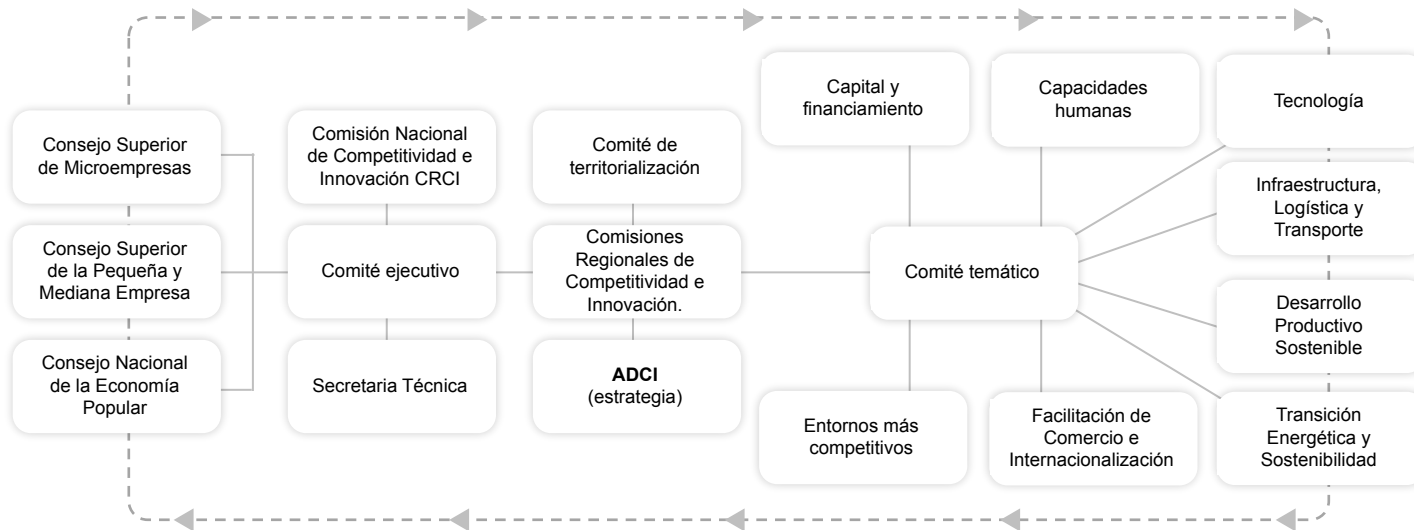 Consejo Superior
de Microempresas
Consejo Superior
de la Pequeña y
Mediana Empresa
Consejo Nacional
de la Economía
Popular
Comisión Nacional
de Competitividad e
Innovación CRCI
Comité ejecutivo
Secretaria Técnica
Comité de
territorialización
Comisiones
Regionales de
Competitividad e
Innovación.
ADCI
(estrategia)
Capital y
financiamiento
Capacidades
humanas
Tecnología
Comité temático
Infraestructura,
Logística y
Transporte
Desarrollo
Productivo
Sostenible
Entornos más
competitivos
Facilitación de
Comercio e
Internacionalización
Transición
Energética y
Sostenibilidad